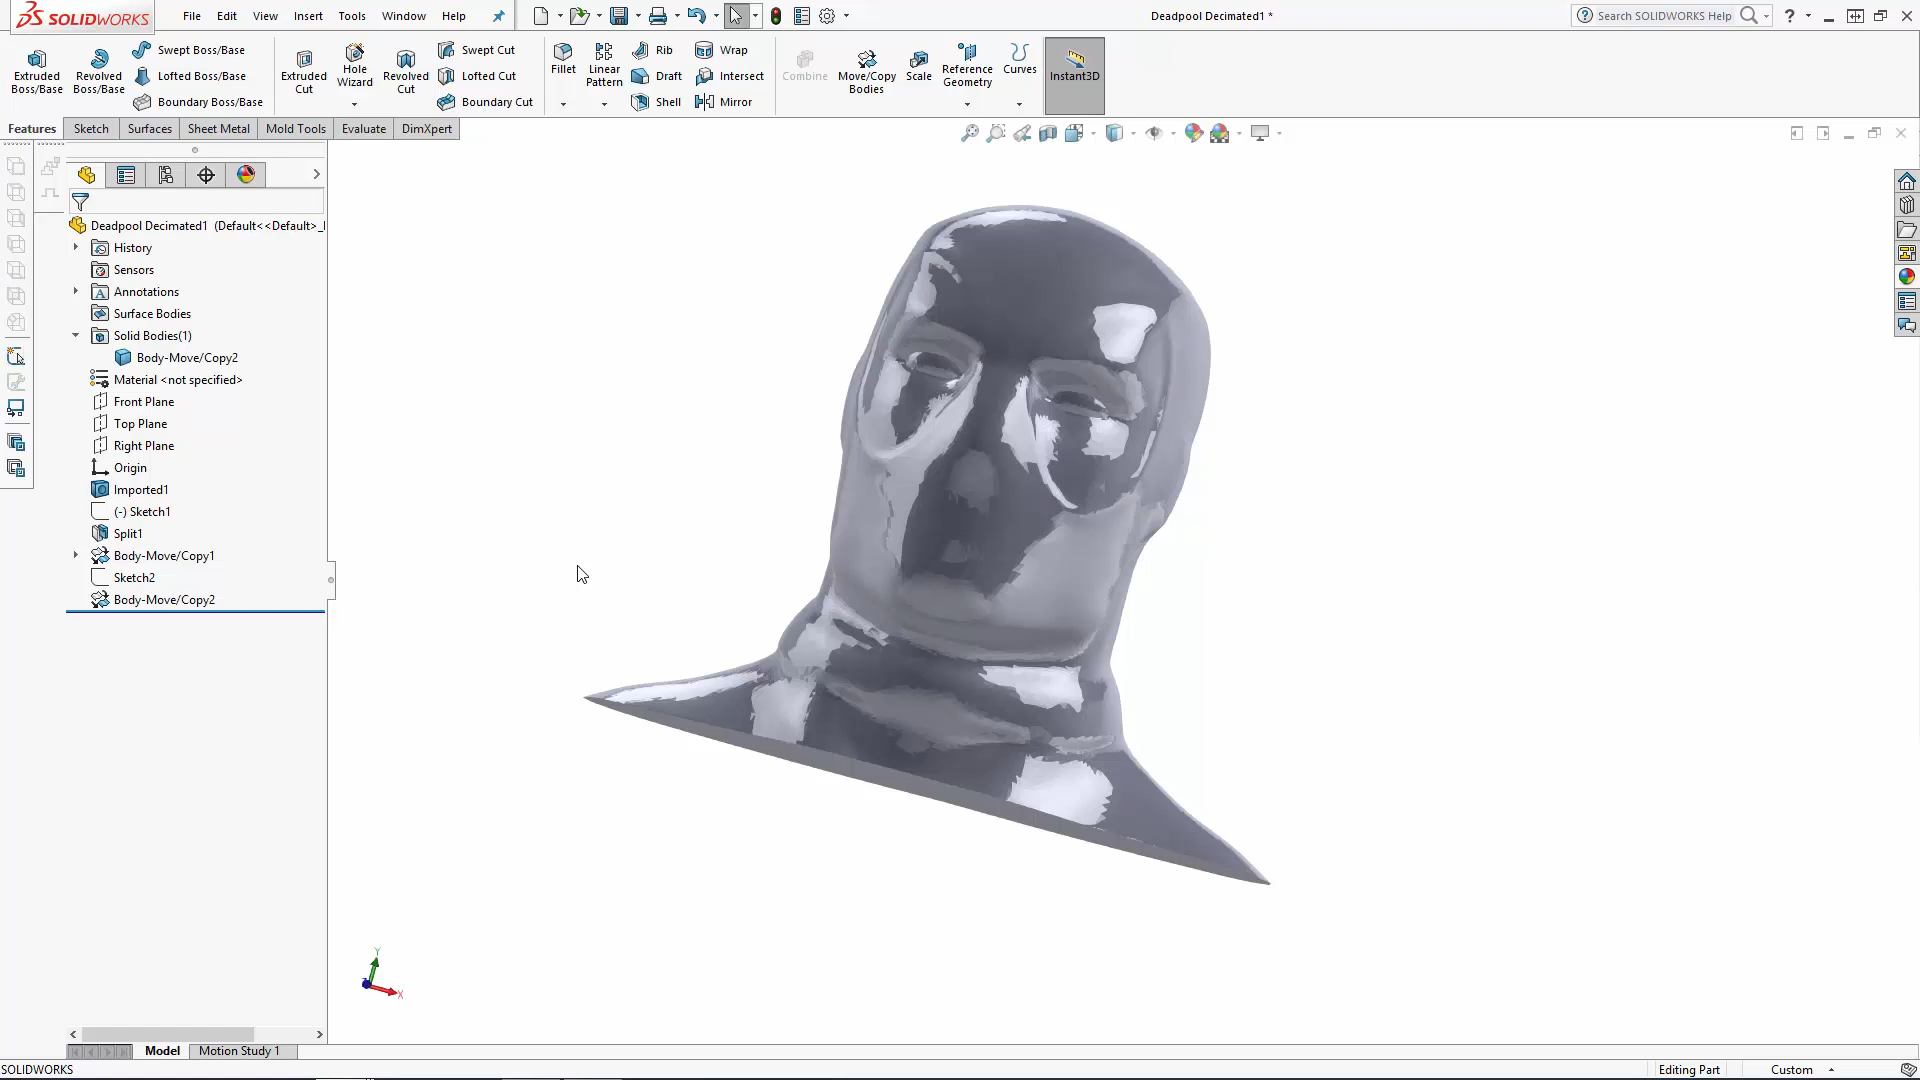 SOLIDWORKS File Edit View Insert Tools Window Help Deadpool Decimated1 * Search SOLIDWORKS Help ?
Extruded Boss/Base
Revolved Boss/Base
Swept Boss/Base
Lofted Boss/Base
Boundary Boss/Base
Extruded Cut
Hole Wizard
Revolved Cut
Swept Cut
Lofted Cut
Boundary Cut
Fillet
Linear Pattern
Rib
Draft
Shell
Wrap
Intersect
Mirror
Combine
Move/Copy Bodies
Scale
Reference Geometry
Curves
Instant3D
Features Sketch Surfaces Sheet Metal Mold Tools Evaluate DimXpert
Deadpool Decimated1 (Default<<Default>_
History
Sensors
Annotations
Surface Bodies
Solid Bodies(1)
Body-Move/Copy2
Material <not specified>
Front Plane
Top Plane
Right Plane
Origin
Imported1
(-) Sketch1
Split1
Body-Move/Copy1
Sketch2
Body-Move/Copy2
Y
X
Model Motion Study 1
SOLIDWORKS Editing Part Custom